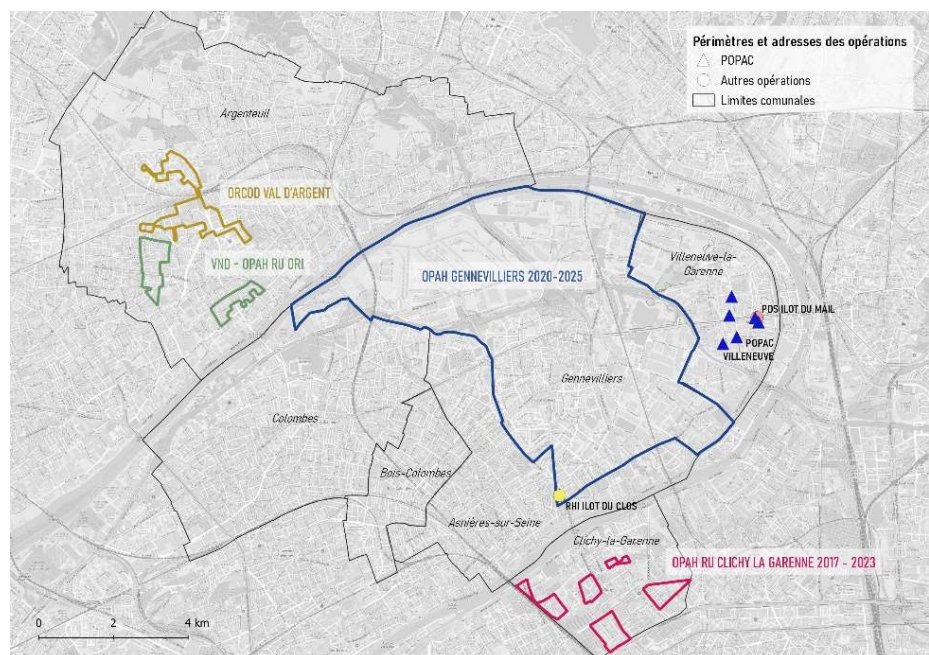 Périmètres et adresses des opérations
POPAC
Autres opérations
Limites communales
Argenteuil
ORCOD VAL D'ARGENT
VND - OPAH RU ORI
OPAH GENNEVILLIERS 2020-2025
Villeneuve-la-
Garenne
PDS ILOT DU MAIL
POPAC
VILLENEUVE
Gennevilliers
Colombes
Bois-Colombes
RHI ILOT DU CLOS
Asnières-sur-Seine
Clichy-la-Garenne
OPAH RU CLICHY LA GARENNE 2017 - 2023
0 2 4 km